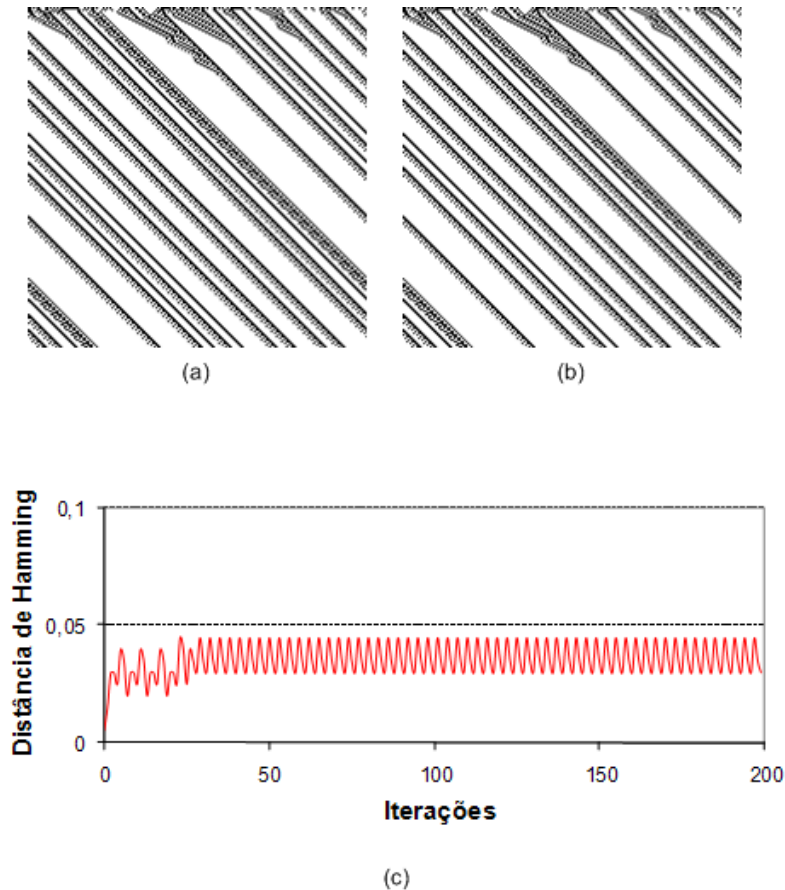 (a) (b)
Distância de Hamming
0,1
0,05
0
0 50 100 150 200
Iterações
(c)